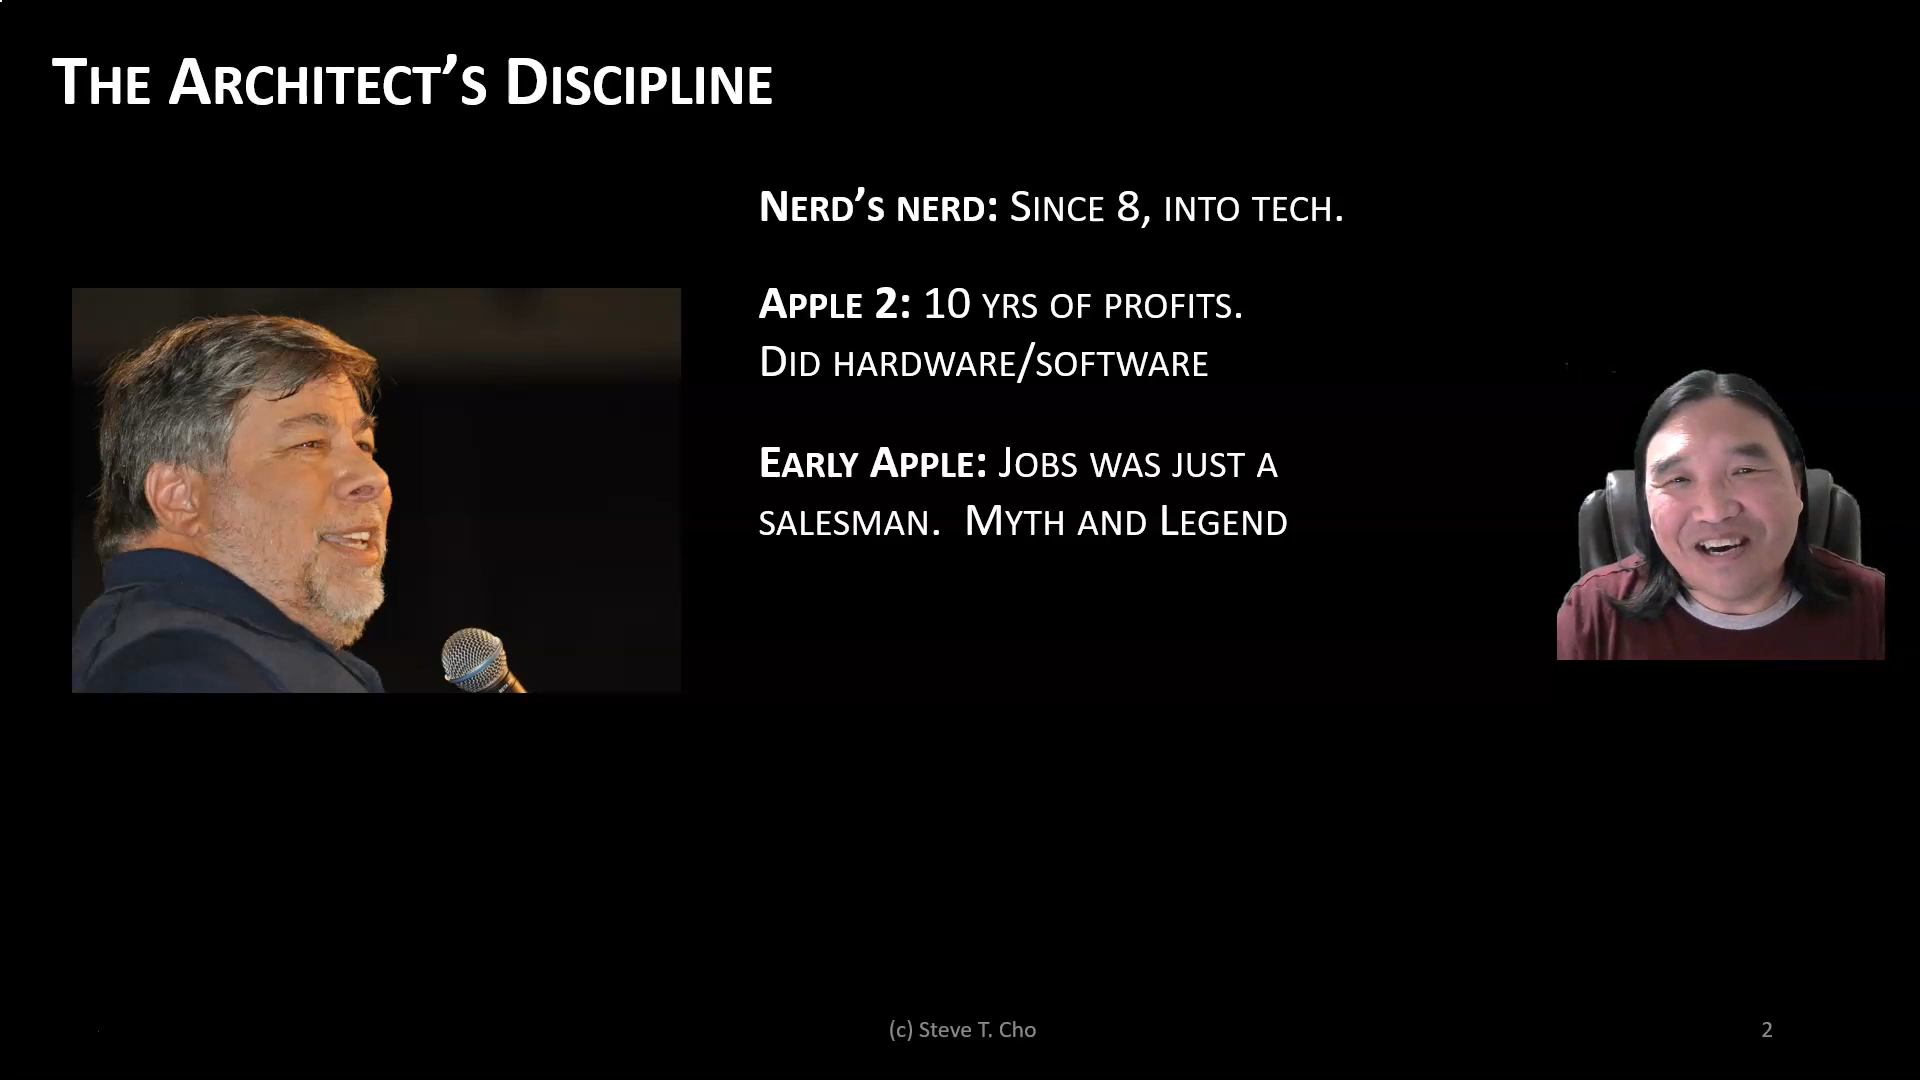 The Architect's Discipline
Nerd's nerd: Since 8, into tech.
Apple 2: 10 yrs of profits.
Did hardware/software
Early Apple: Jobs was just a
salesman.  Myth and Legend
(c) Steve T. Cho
2